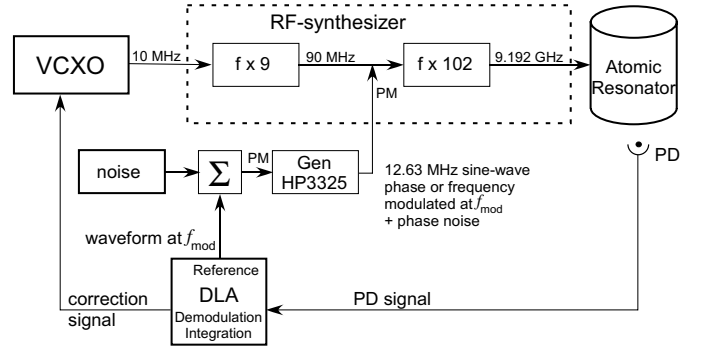 RF-synthesizer
VCXO
10 MHz
f x 9
90 MHz
f x 102
9.192 GHz
Atomic
Resonator
PM
PD
noise
Σ
PM
Gen
HP3325
12.63 MHz sine-wave
phase or frequency
modulated at fmod
+ phase noise
waveform at fmod
Reference
DLA
Demodulation
Integration
correction
signal
PD signal